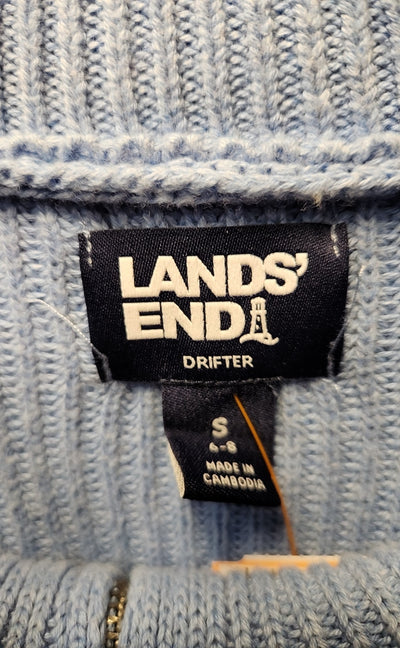 LANDS'
END
DRIFTER
S
6-8
MADE IN
CAMBODIA